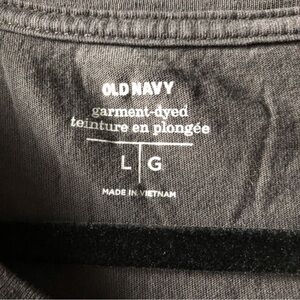 OLD NAVY
garment-dyed
teinture en plongée
L | G
MADE IN VIETNAM